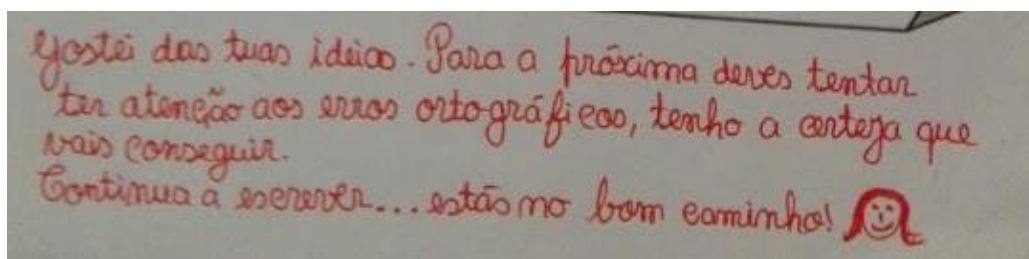 Gostei das tuas ideias. Para a próxima deves tentar
ter atenção aos erros ortográficos, tenho a certeza que
vais conseguir.
Continua a escrever... estás no bom caminho!